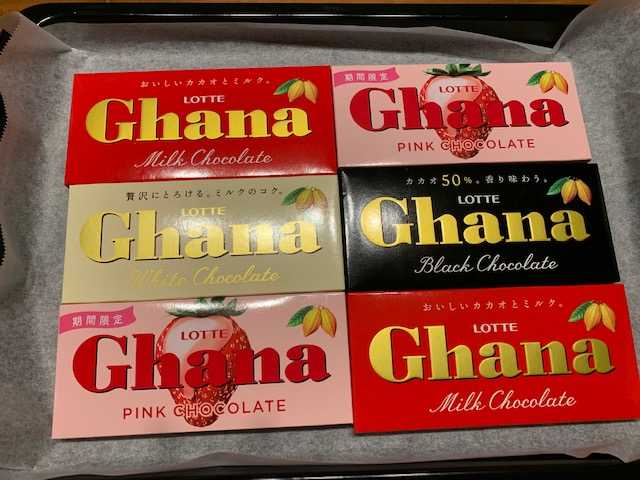 おいしいカカオとミルク。
LOTTE
Ghana
Milk Chocolate
期間限定
LOTTE
Ghana
PINK CHOCOLATE
贅沢にとろける。ミルクのコク。
LOTTE
Ghana
White Chocolate
カカオ50%。香り味わう。
LOTTE
Ghana
Black Chocolate
期間限定
LOTTE
Ghana
PINK CHOCOLATE
おいしいカカオとミルク。
LOTTE
Ghana
Milk Chocolate